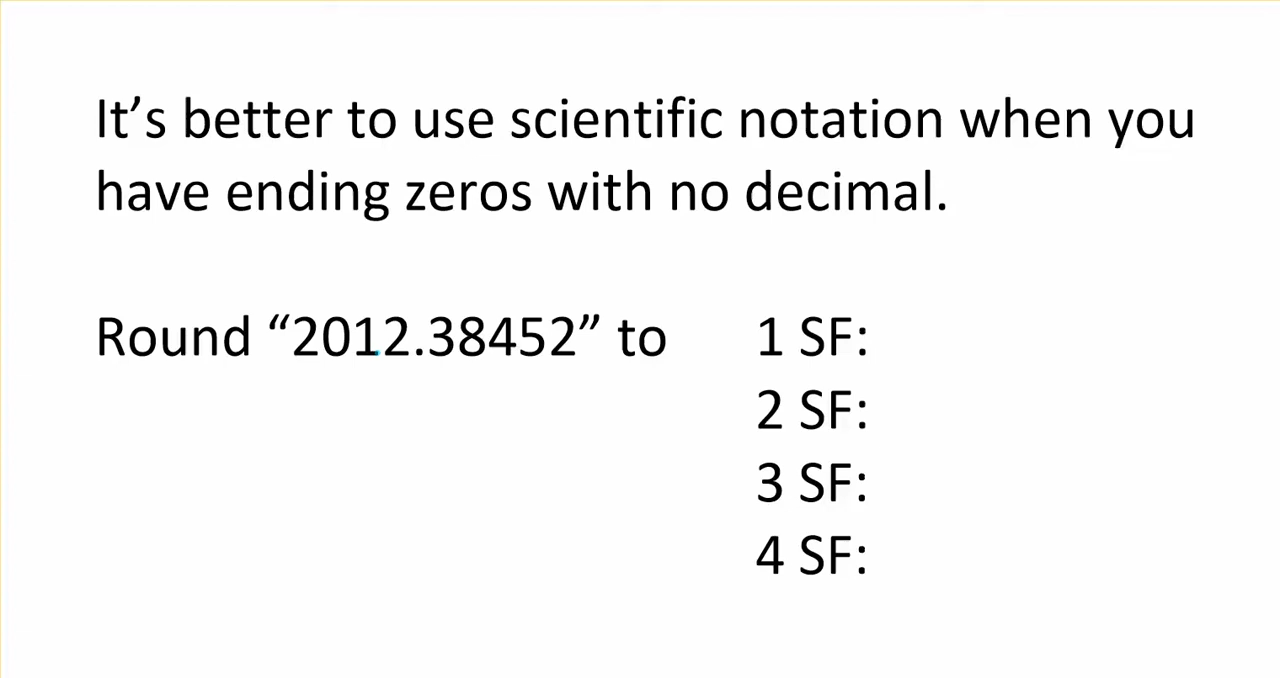 It’s better to use scientific notation when you
have ending zeros with no decimal.
Round “2012.38452” to 1 SF:
2 SF:
3 SF:
4 SF: